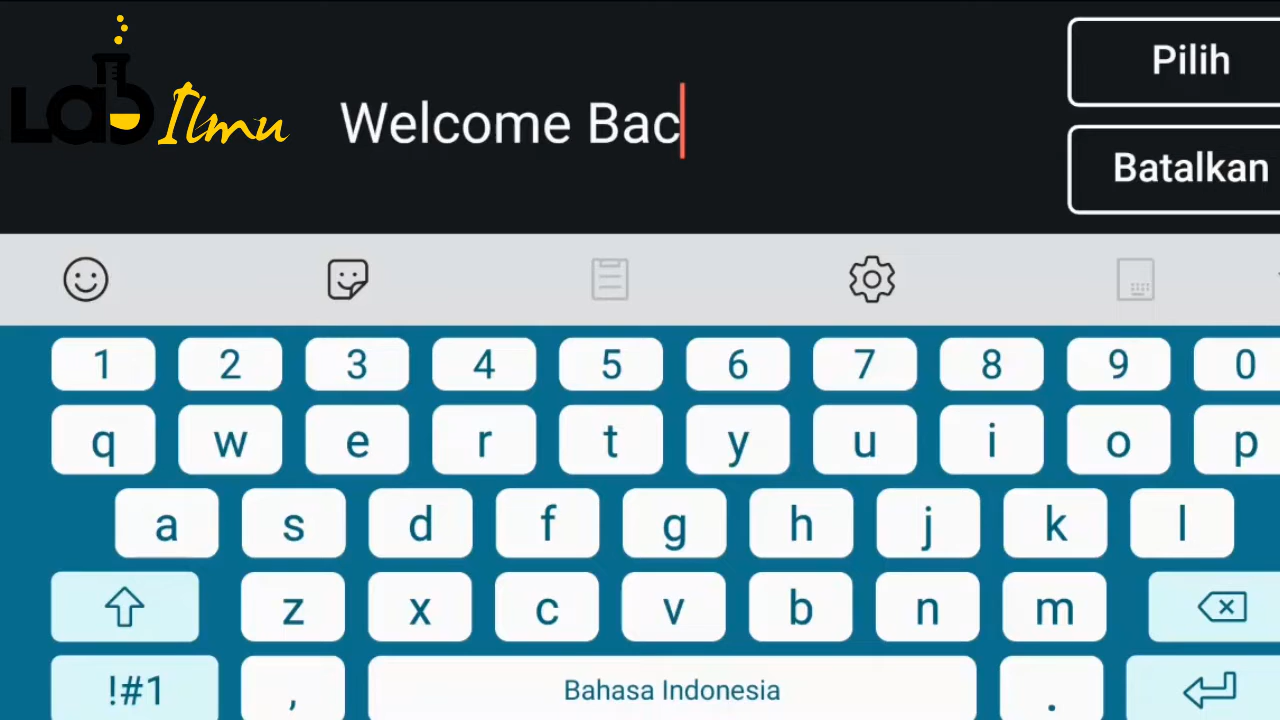 Lab Ilmu
Welcome Bac
Pilih
Batalkan
1 2 3 4 5 6 7 8 9 0
q w e r t y u i o p
a s d f g h j k l
z x c v b n m
!#1 , Bahasa Indonesia .